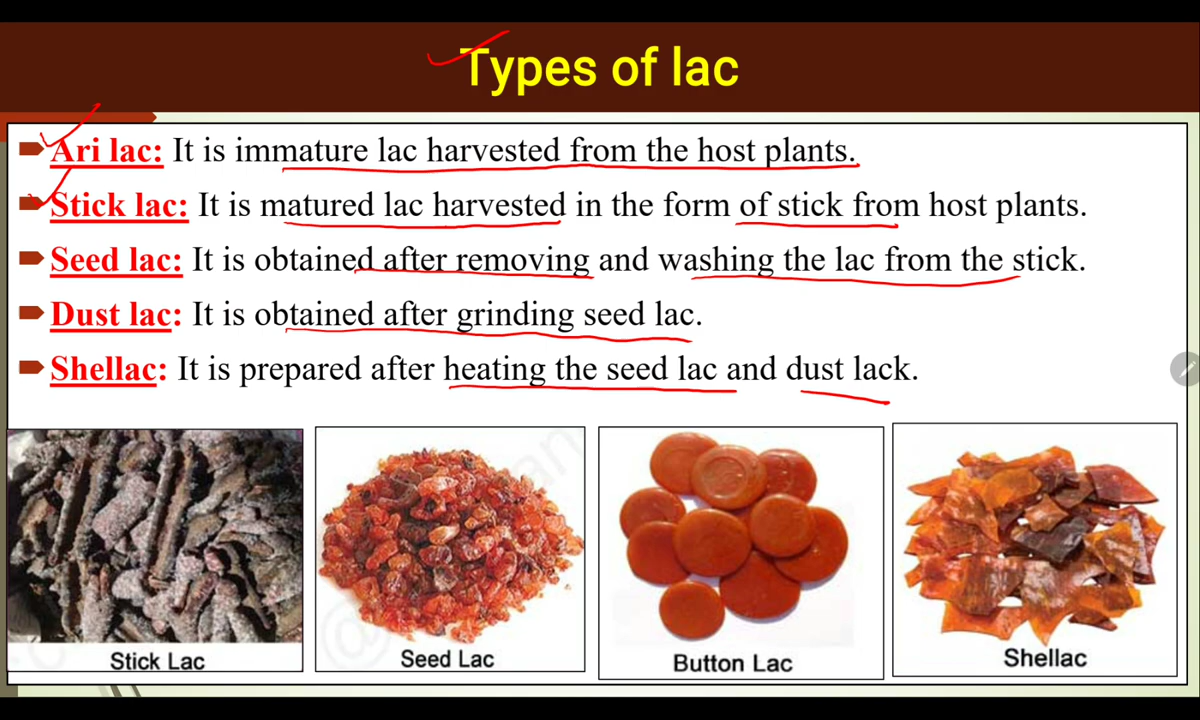 Types of lac
Ari lac: It is immature lac harvested from the host plants.
Stick lac: It is matured lac harvested in the form of stick from host plants.
Seed lac: It is obtained after removing and washing the lac from the stick.
Dust lac: It is obtained after grinding seed lac.
Shellac: It is prepared after heating the seed lac and dust lack.
Stick Lac
Seed Lac
Button Lac
Shellac